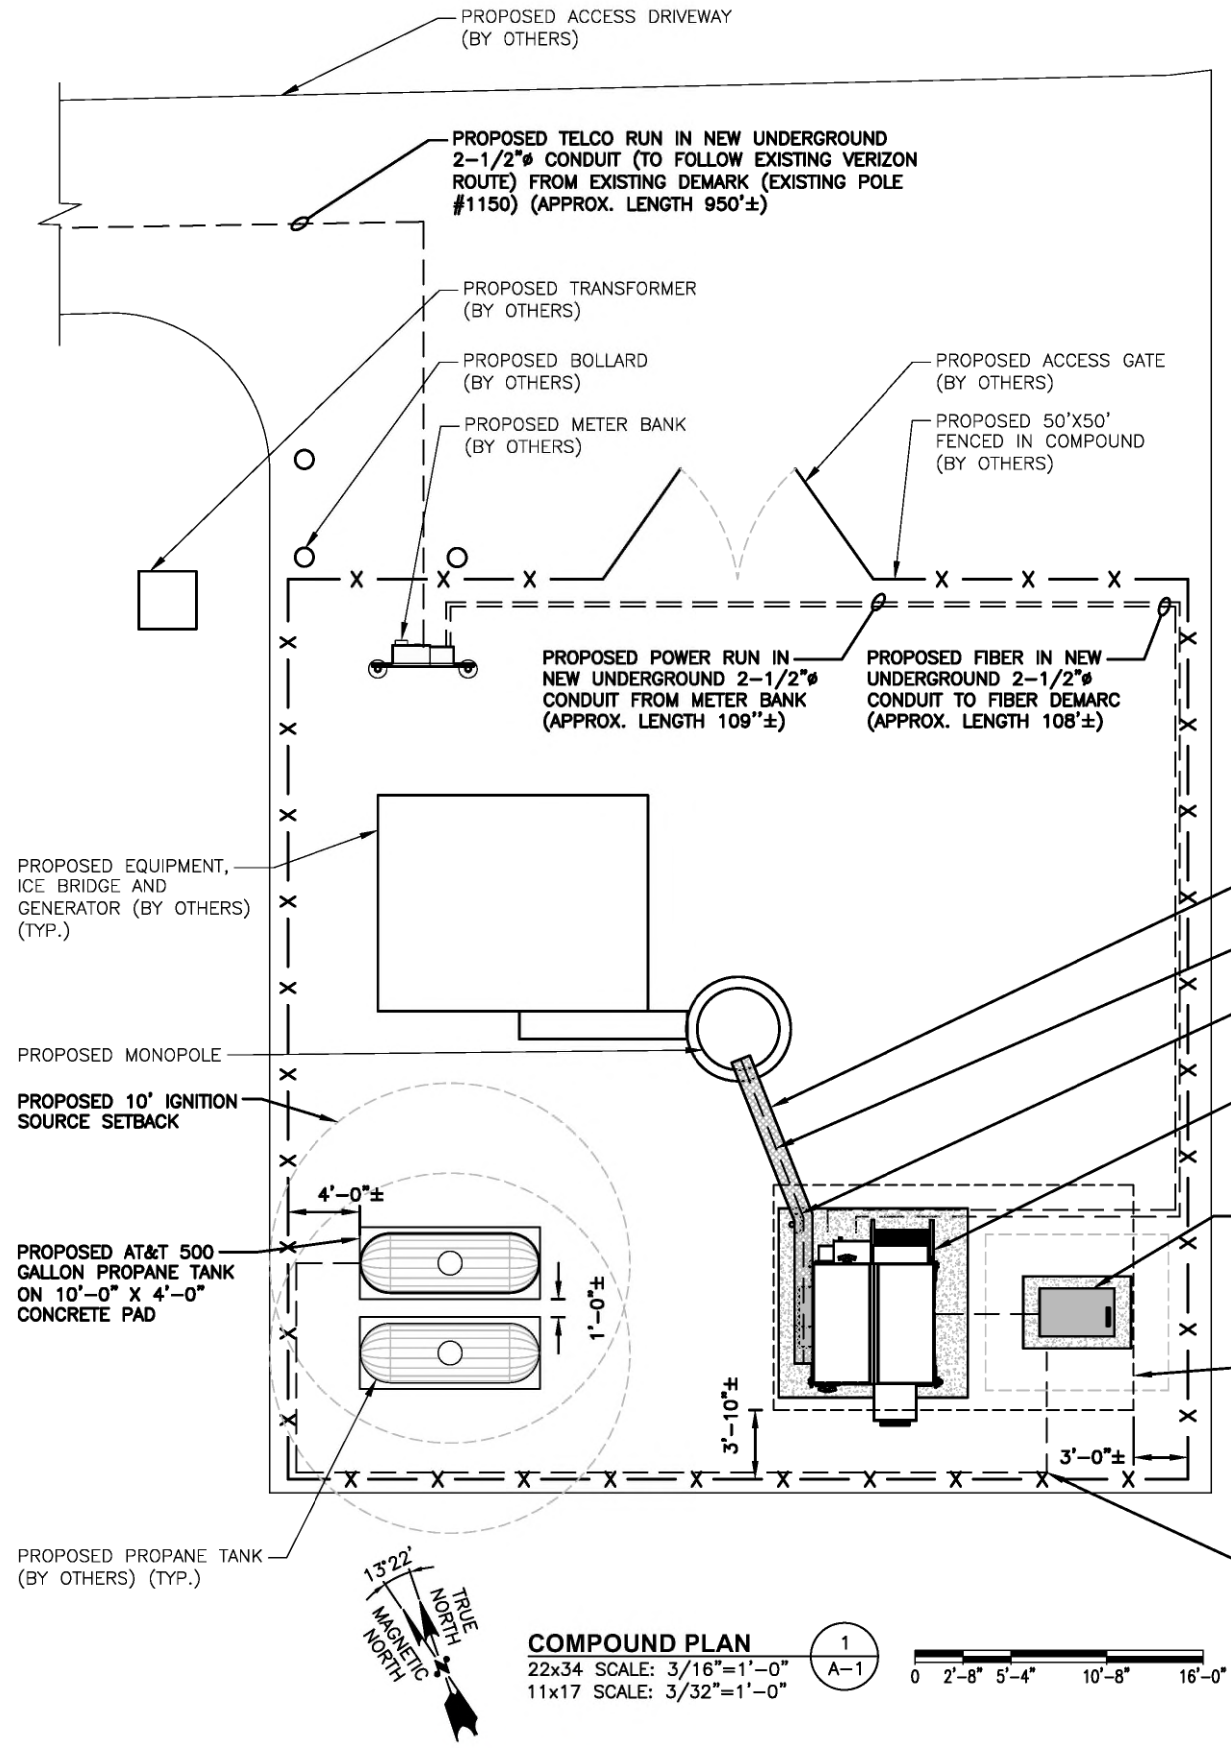 PROPOSED ACCESS DRIVEWAY
(BY OTHERS)
PROPOSED TELCO RUN IN NEW UNDERGROUND
2-1/2"ø CONDUIT (TO FOLLOW EXISTING VERIZON
ROUTE) FROM EXISTING DEMARK (EXISTING POLE
#1150) (APPROX. LENGTH 950'±)
PROPOSED TRANSFORMER
(BY OTHERS)
PROPOSED BOLLARD
(BY OTHERS)
PROPOSED METER BANK
(BY OTHERS)
PROPOSED ACCESS GATE
(BY OTHERS)
PROPOSED 50'X50'
FENCED IN COMPOUND
(BY OTHERS)
PROPOSED POWER RUN IN
NEW UNDERGROUND 2-1/2"ø
CONDUIT FROM METER BANK
(APPROX. LENGTH 109''±)
PROPOSED FIBER IN NEW
UNDERGROUND 2-1/2"ø
CONDUIT TO FIBER DEMARC
(APPROX. LENGTH 108'±)
PROPOSED EQUIPMENT,
ICE BRIDGE AND
GENERATOR (BY OTHERS)
(TYP.)
PROPOSED MONOPOLE
PROPOSED 10' IGNITION
SOURCE SETBACK
4'-0"±
PROPOSED AT&T 500
GALLON PROPANE TANK
ON 10'-0" X 4'-0"
CONCRETE PAD
1'-0"±
3'-10"±
3'-0"±
PROPOSED PROPANE TANK
(BY OTHERS) (TYP.)
13°22'
TRUE
NORTH
MAGNETIC
NORTH
N
COMPOUND PLAN
22x34 SCALE: 3/16"=1'-0"
11x17 SCALE: 3/32"=1'-0"
1
A-1
0 2'-8" 5'-4" 10'-8" 16'-0"